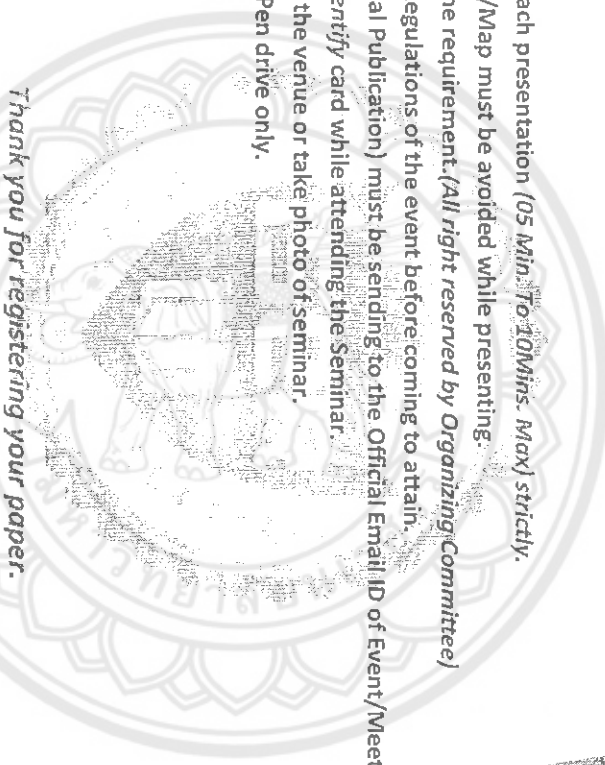 ach presentation (05 Min. To 10Mins. Max) strictly.
/Map must be avoided while presenting.
ne requirement.(All right reserved by Organizing Committee)
egulations of the event before coming to attain.
al Publication) must be sending to the Official Email ID of Event/Meet
entify card while attending the Seminar.
the venue or take photo of seminar.
Pen drive only.
Thank you for registering your paper.